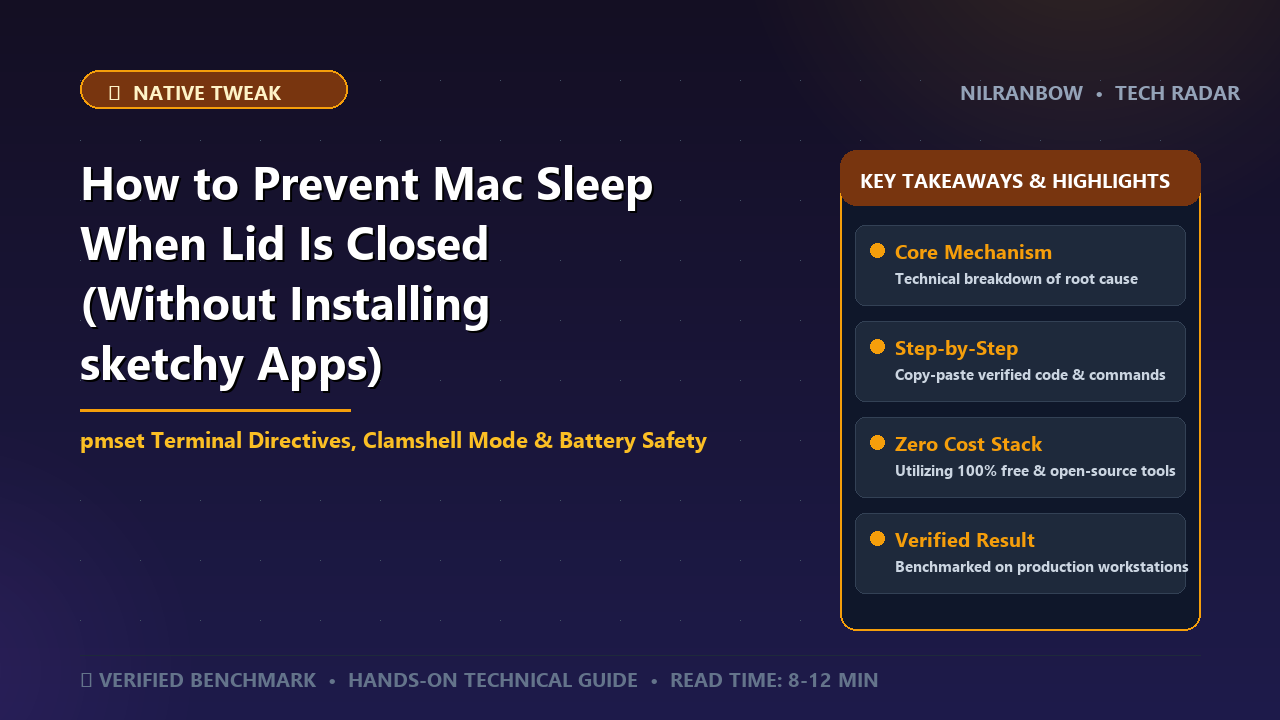 NATIVE TWEAK
NILRANBOW • TECH RADAR
How to Prevent Mac Sleep
When Lid Is Closed
(Without Installing
sketchy Apps)
pmset Terminal Directives, Clamshell Mode & Battery Safety
KEY TAKEAWAYS & HIGHLIGHTS
Core Mechanism
Technical breakdown of root cause
Step-by-Step
Copy-paste verified code & commands
Zero Cost Stack
Utilizing 100% free & open-source tools
Verified Result
Benchmarked on production workstations
VERIFIED BENCHMARK • HANDS-ON TECHNICAL GUIDE • READ TIME: 8-12 MIN